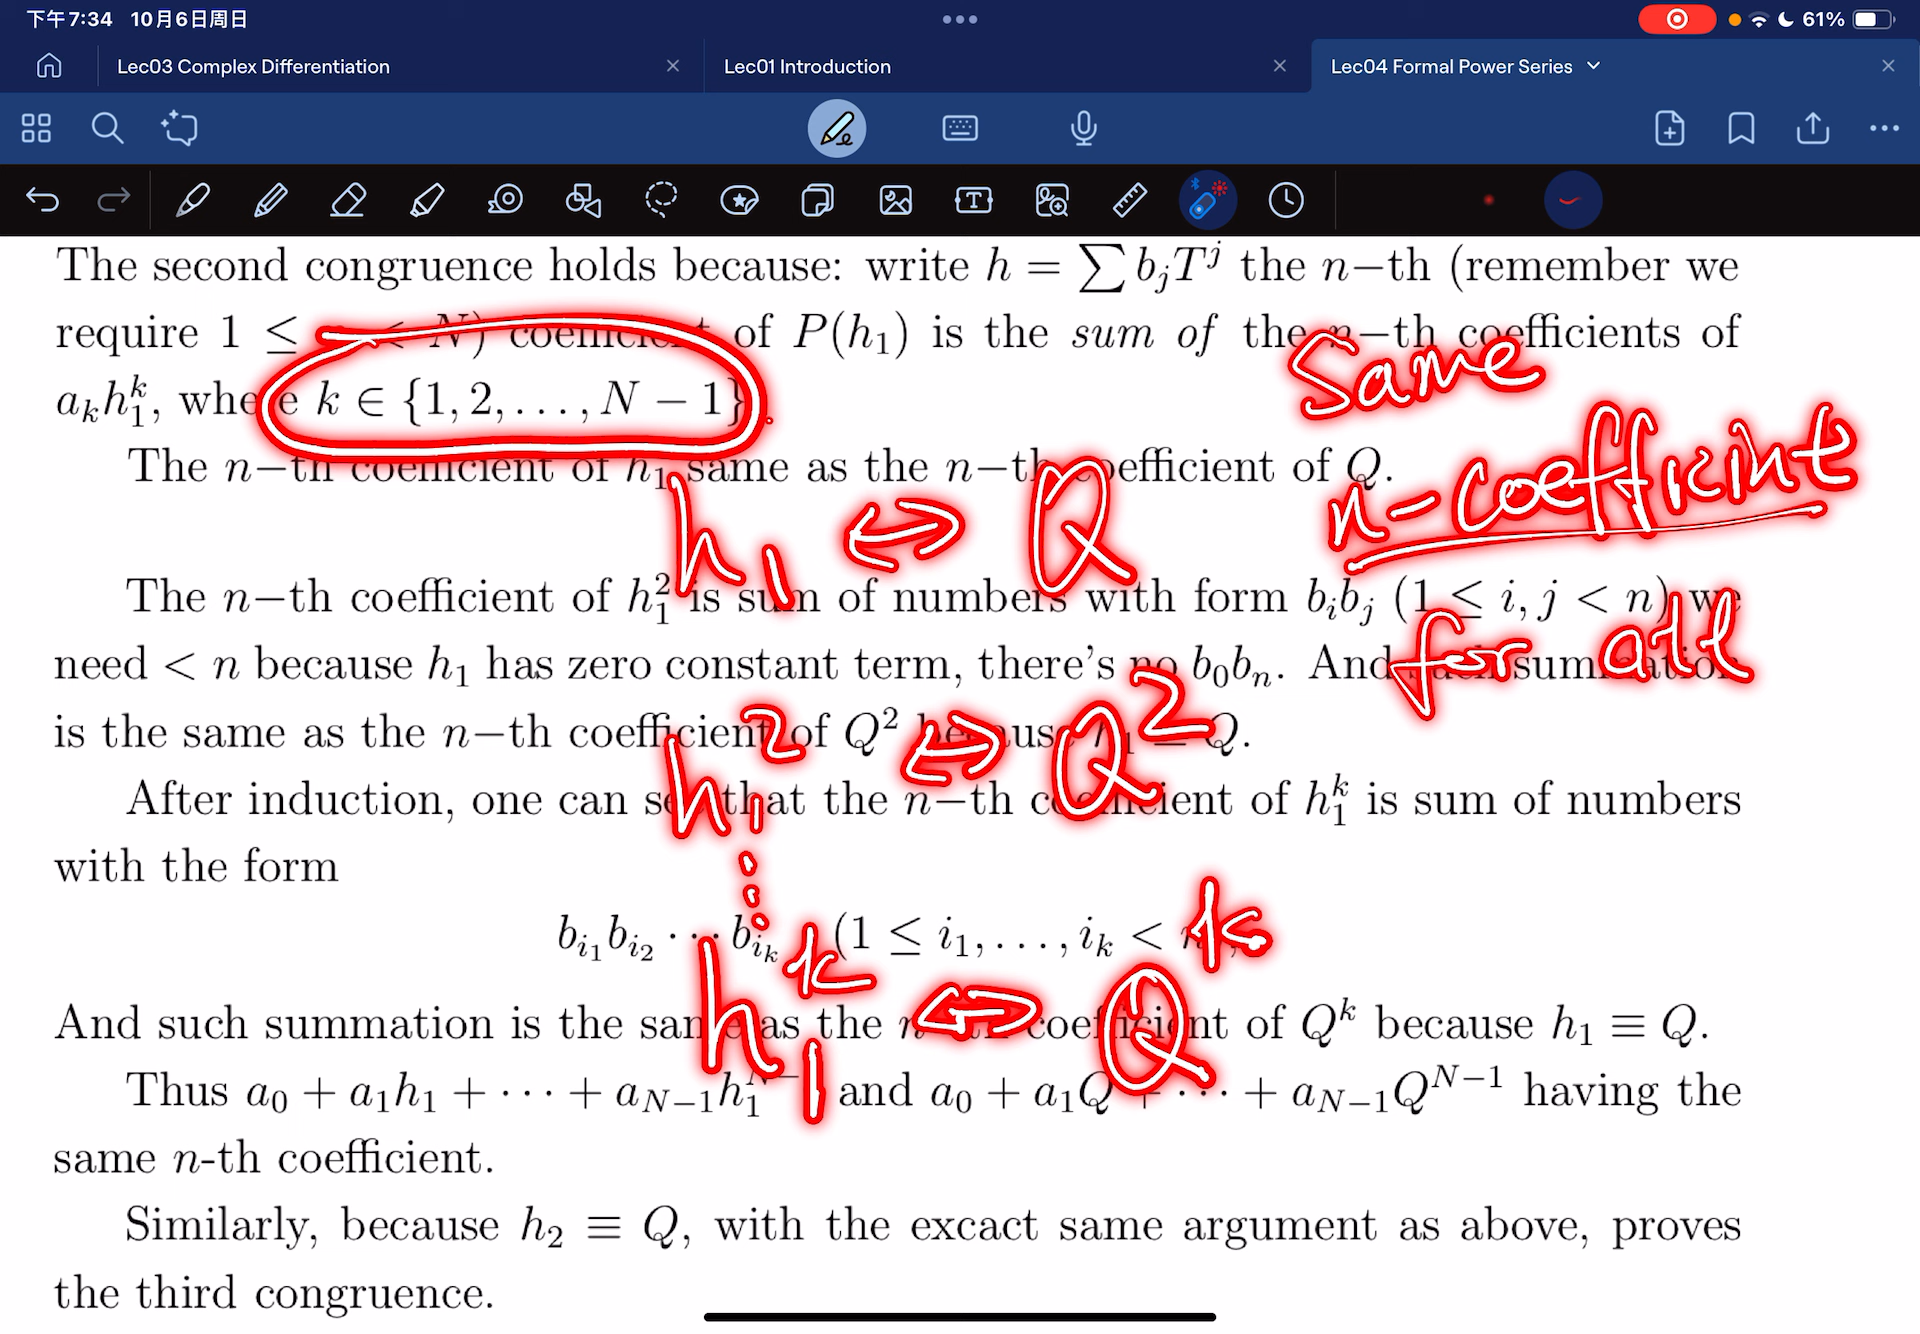 下午7:34 10月6日周日
61%
Lec03 Complex Differentiation
Lec01 Introduction
Lec04 Formal Power Series
The second congruence holds because: write h = ∑ b_jT^j the n−th (remember we
require 1 ≤ < N) coefficient of P(h_1) is the sum of the n−th coefficients of
a_kh_1^k, where k ∈ {1, 2, . . . , N − 1}.
Same
The n−th coefficient of h_1 same as the n−th coefficient of Q.
n-coefficint
h_1 ↔ Q
The n−th coefficient of h_1^2 is sum of numbers with form b_ib_j (1 ≤ i, j < n) we
for all
need < n because h_1 has zero constant term, there's no b_0b_n. And such summation
is the same as the n−th coefficient of Q^2 because h_1 ≡ Q.
h_1^2 ↔ Q^2
After induction, one can see that the n−th coefficient of h_1^k is sum of numbers
with the form
b_{i_1}b_{i_2} · · · b_{i_k} (1 ≤ i_1, . . . , i_k <
h_1^k ↔ Q^k
And such summation is the same as the n−th coefficient of Q^k because h_1 ≡ Q.
Thus a_0 + a_1h_1 + · · · + a_{N−1}h_1^{N−1} and a_0 + a_1Q + · · · + a_{N−1}Q^{N−1} having the
same n-th coefficient.
Similarly, because h_2 ≡ Q, with the excact same argument as above, proves
the third congruence.